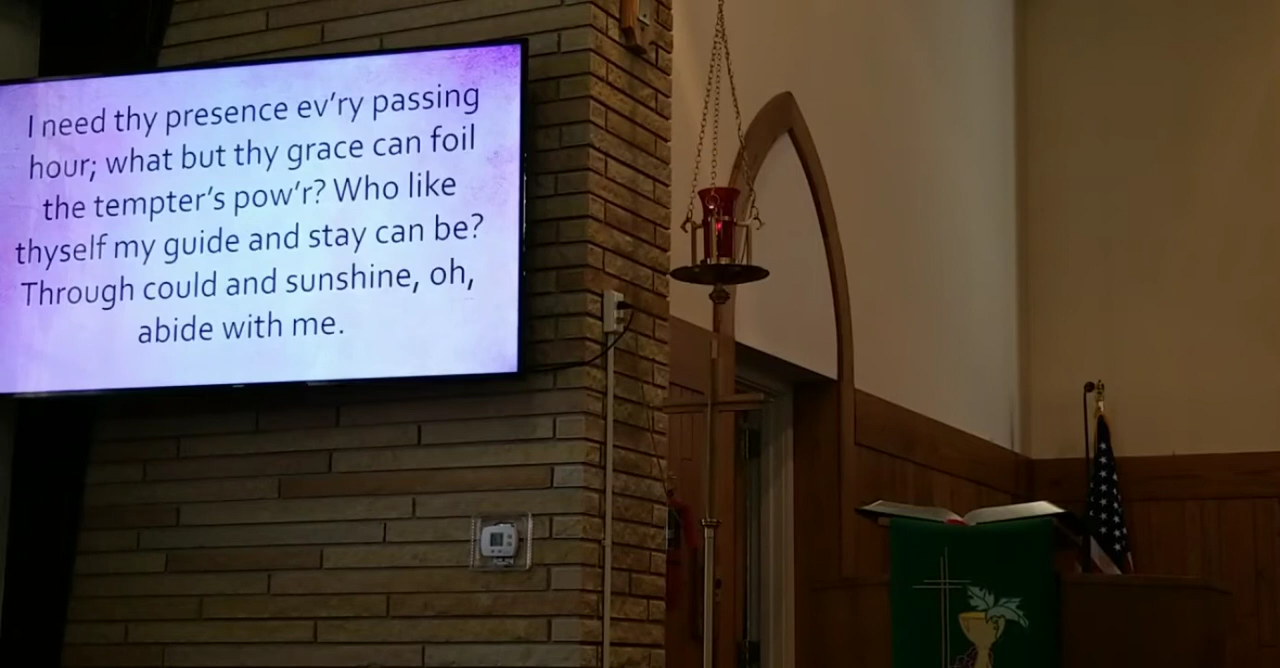 I need thy presence ev’ry passing
hour; what but thy grace can foil
the tempter’s pow’r? Who like
thyself my guide and stay can be?
Through could and sunshine, oh,
abide with me.